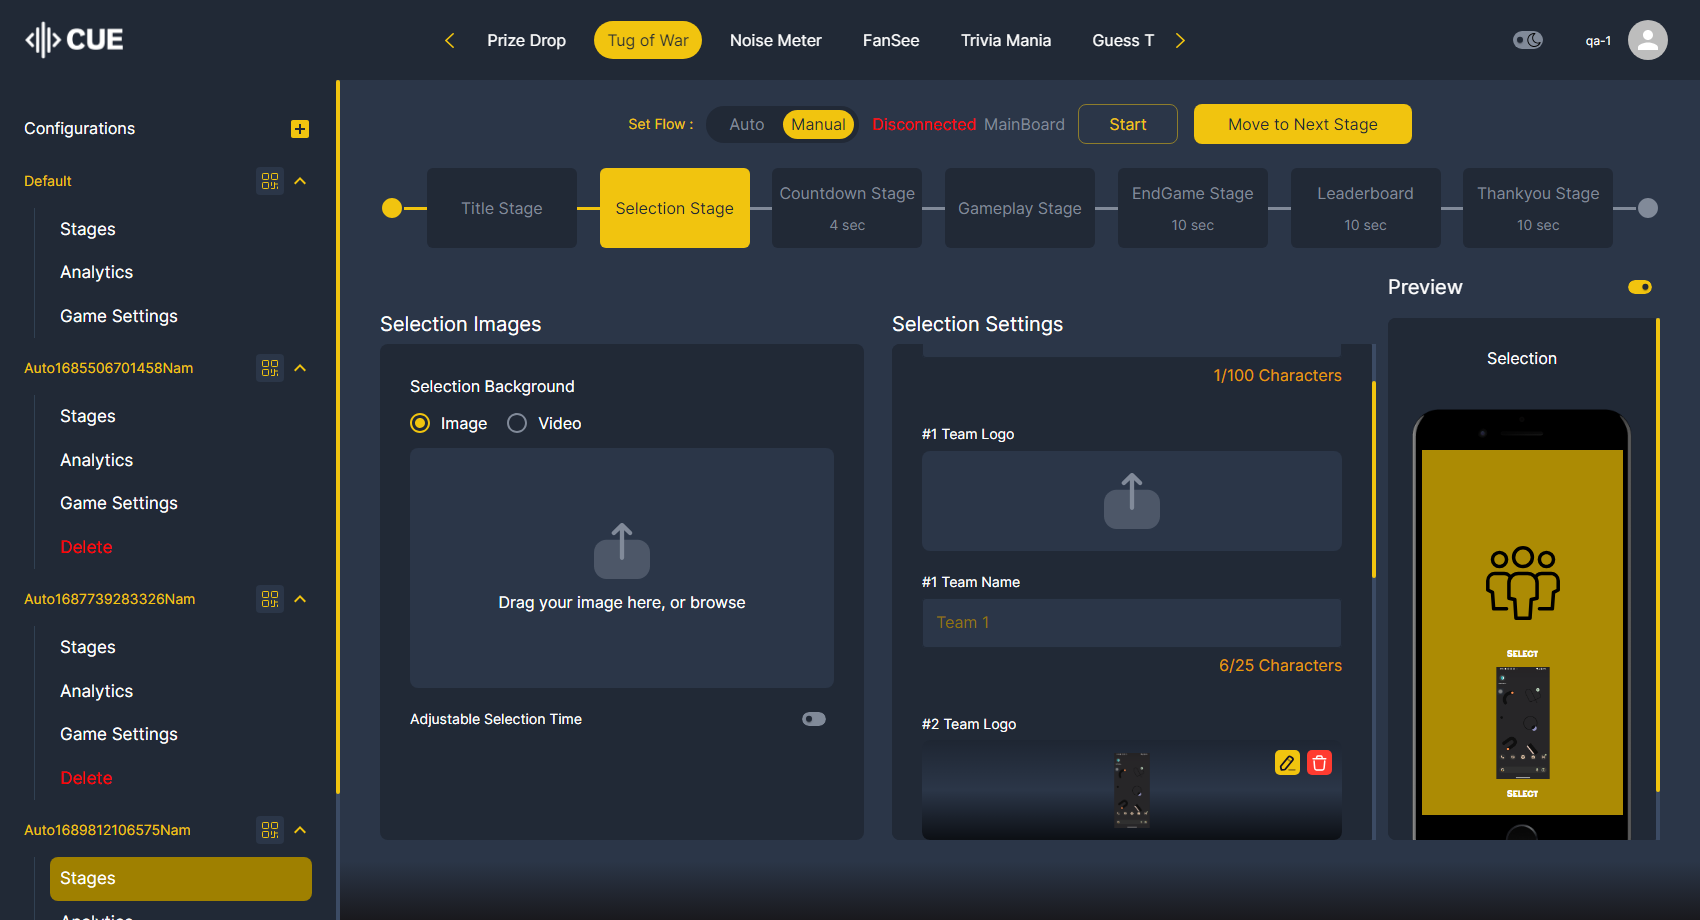 CUE
Prize Drop
Tug of War
Noise Meter
FanSee
Trivia Mania
Guess T
qa-1
Configurations
Default
Stages
Analytics
Game Settings
Auto1685506701458Nam
Stages
Analytics
Game Settings
Delete
Auto1687739283326Nam
Stages
Analytics
Game Settings
Delete
Auto1689812106575Nam
Stages
Analytics
Set Flow :
Auto
Manual
Disconnected MainBoard
Start
Move to Next Stage
Title Stage
Selection Stage
Countdown Stage
4 sec
Gameplay Stage
EndGame Stage
10 sec
Leaderboard
10 sec
Thankyou Stage
10 sec
Selection Images
Selection Background
Image
Video
Drag your image here, or browse
Adjustable Selection Time
Selection Settings
1/100 Characters
#1 Team Logo
#1 Team Name
Team 1
6/25 Characters
#2 Team Logo
Preview
Selection
SELECT
SELECT